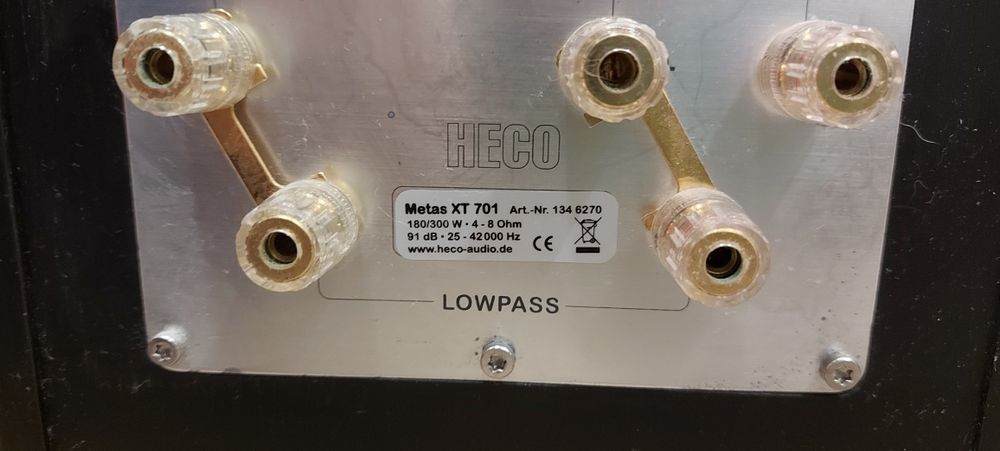 HECO
Metas XT 701 Art.-Nr. 134 6270
180/300 W · 4 - 8 Ohm
91 dB · 25 - 42 000 Hz
www.heco-audio.de
CE
LOWPASS